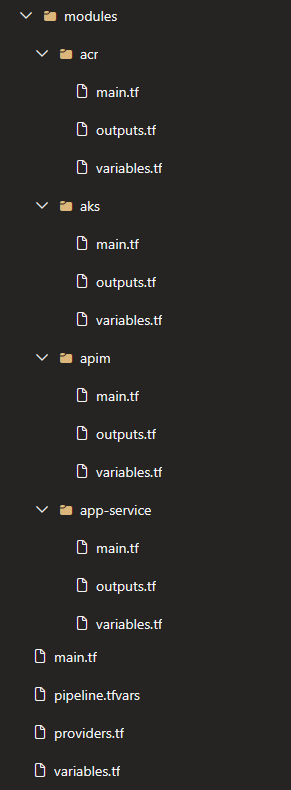 modules
acr
main.tf
outputs.tf
variables.tf
aks
main.tf
outputs.tf
variables.tf
apim
main.tf
outputs.tf
variables.tf
app-service
main.tf
outputs.tf
variables.tf
main.tf
pipeline.tfvars
providers.tf
variables.tf